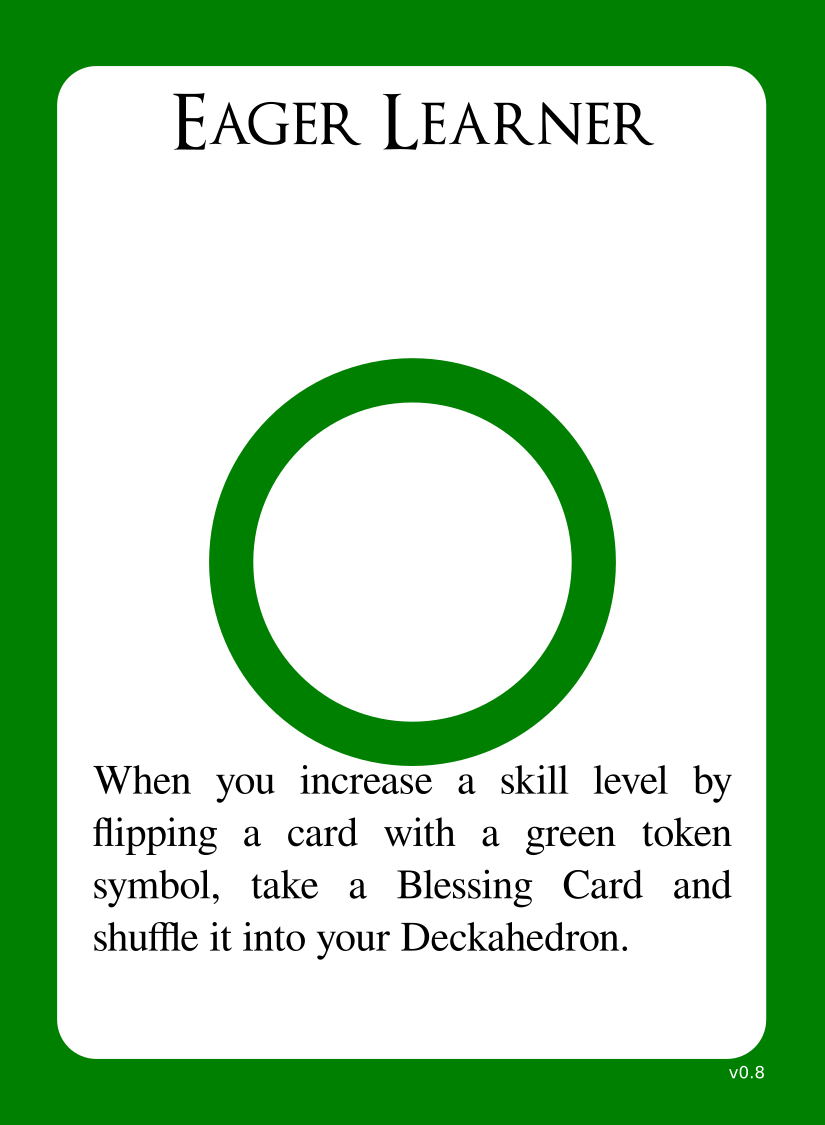 Eager Learner
When you increase a skill level by
flipping a card with a green token
symbol, take a Blessing Card and
shuffle it into your Deckahedron.
v0.8